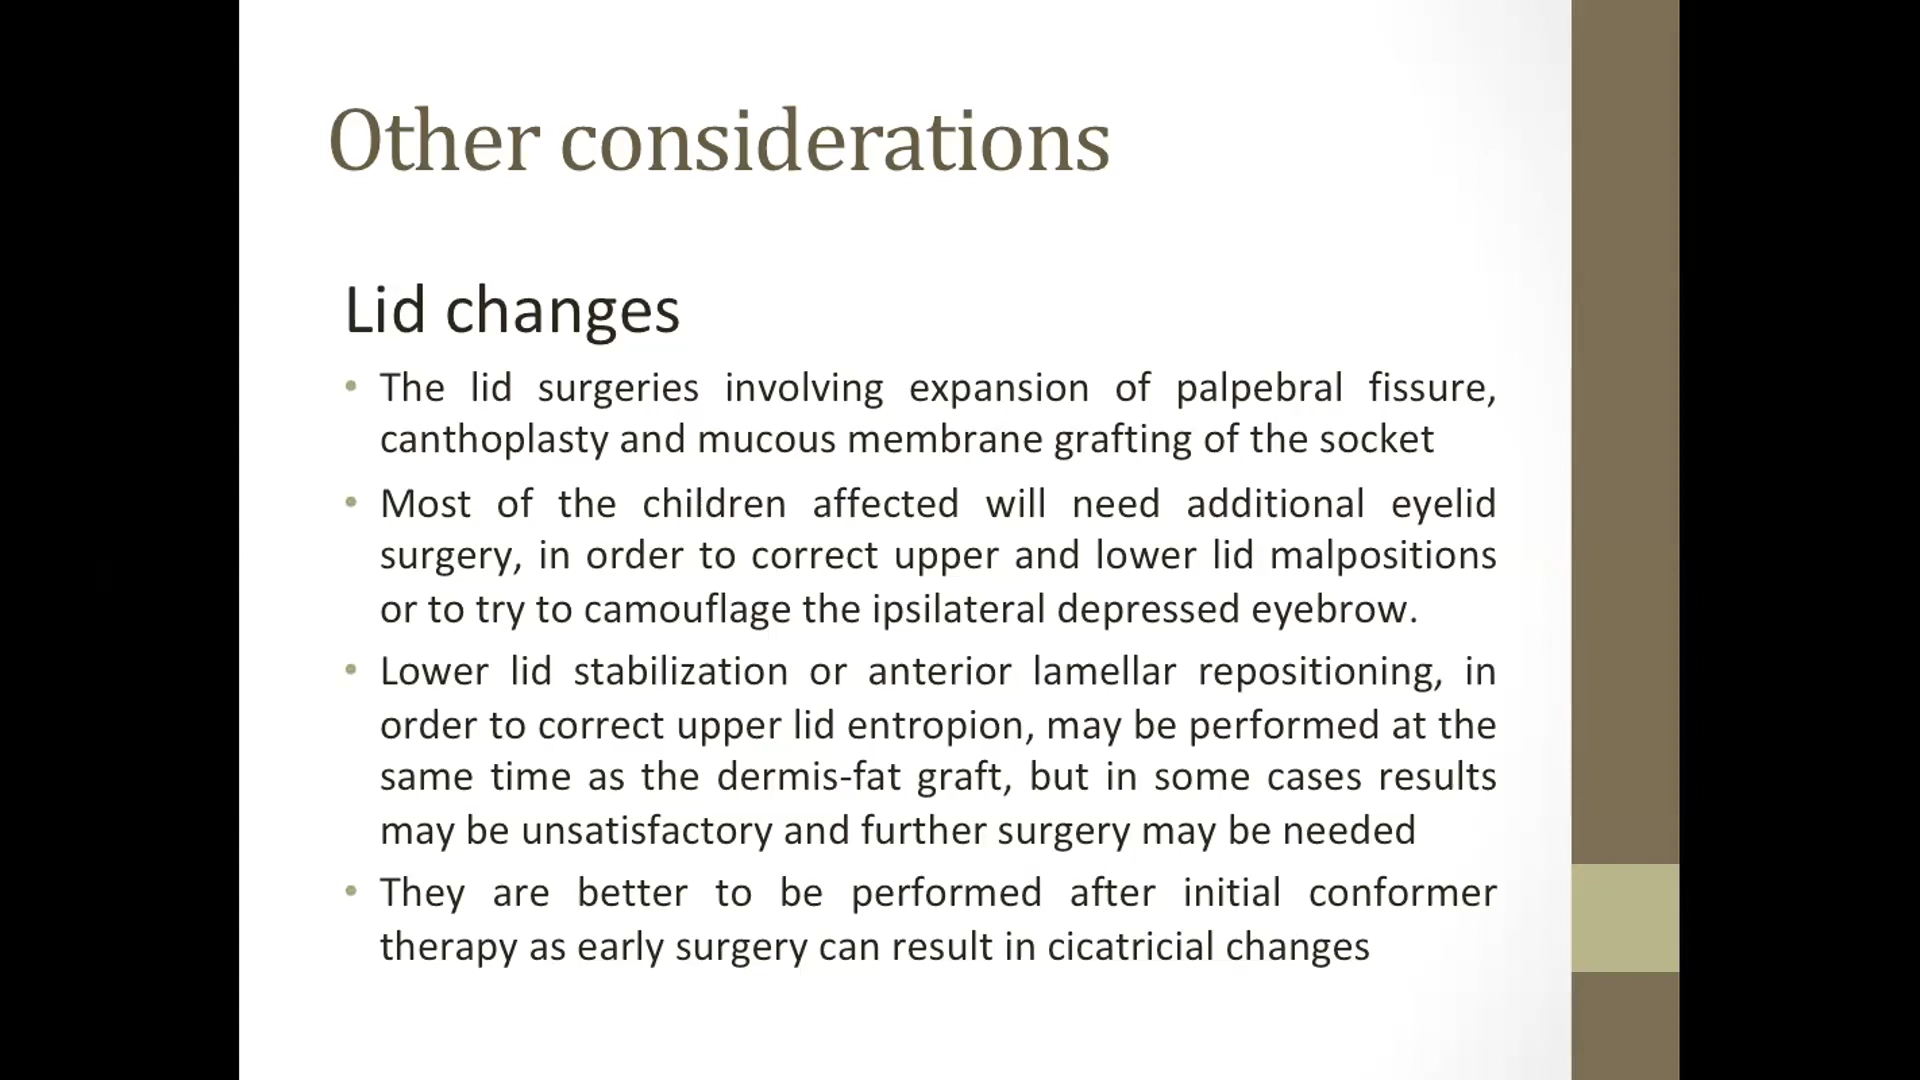 Other considerations
Lid changes
• The lid surgeries involving expansion of palpebral fissure,
canthoplasty and mucous membrane grafting of the socket
• Most of the children affected will need additional eyelid
surgery, in order to correct upper and lower lid malpositions
or to try to camouflage the ipsilateral depressed eyebrow.
• Lower lid stabilization or anterior lamellar repositioning, in
order to correct upper lid entropion, may be performed at the
same time as the dermis-fat graft, but in some cases results
may be unsatisfactory and further surgery may be needed
• They are better to be performed after initial conformer
therapy as early surgery can result in cicatricial changes